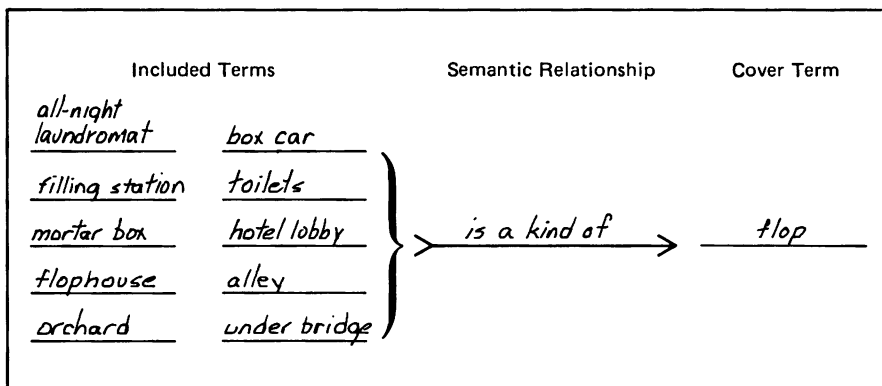 Included Terms Semantic Relationship Cover Term
all-night
laundromat box car
filling station toilets
mortar box hotel lobby is a kind of flop
flophouse alley
orchard under bridge